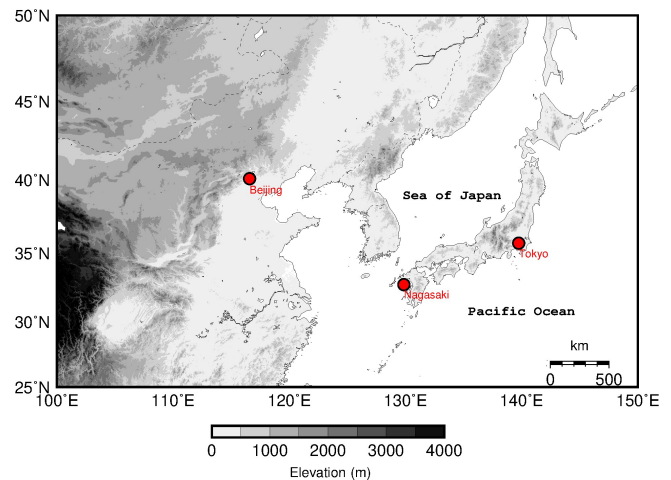 50˚N
45˚N
40˚N
35˚N
30˚N
25˚N
Beijing
Sea of Japan
Tokyo
Nagasaki
Pacific Ocean
km
0 500
100˚E 110˚E 120˚E 130˚E 140˚E 150˚E
0 1000 2000 3000 4000
Elevation (m)